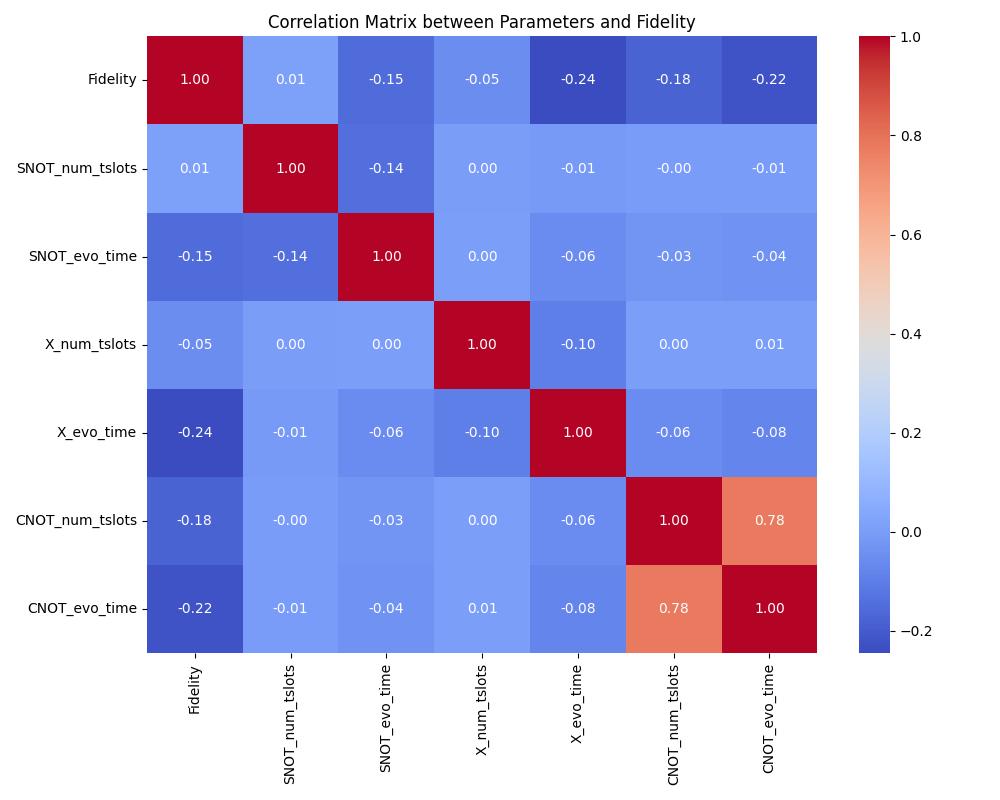 Correlation Matrix between Parameters and Fidelity
Fidelity 1.00 0.01 -0.15 -0.05 -0.24 -0.18 -0.22
SNOT_num_tslots 0.01 1.00 -0.14 0.00 -0.01 -0.00 -0.01
SNOT_evo_time -0.15 -0.14 1.00 0.00 -0.06 -0.03 -0.04
X_num_tslots -0.05 0.00 0.00 1.00 -0.10 0.00 0.01
X_evo_time -0.24 -0.01 -0.06 -0.10 1.00 -0.06 -0.08
CNOT_num_tslots -0.18 -0.00 -0.03 0.00 -0.06 1.00 0.78
CNOT_evo_time -0.22 -0.01 -0.04 0.01 -0.08 0.78 1.00
Fidelity
SNOT_num_tslots
SNOT_evo_time
X_num_tslots
X_evo_time
CNOT_num_tslots
CNOT_evo_time
1.0
0.8
0.6
0.4
0.2
0.0
−0.2